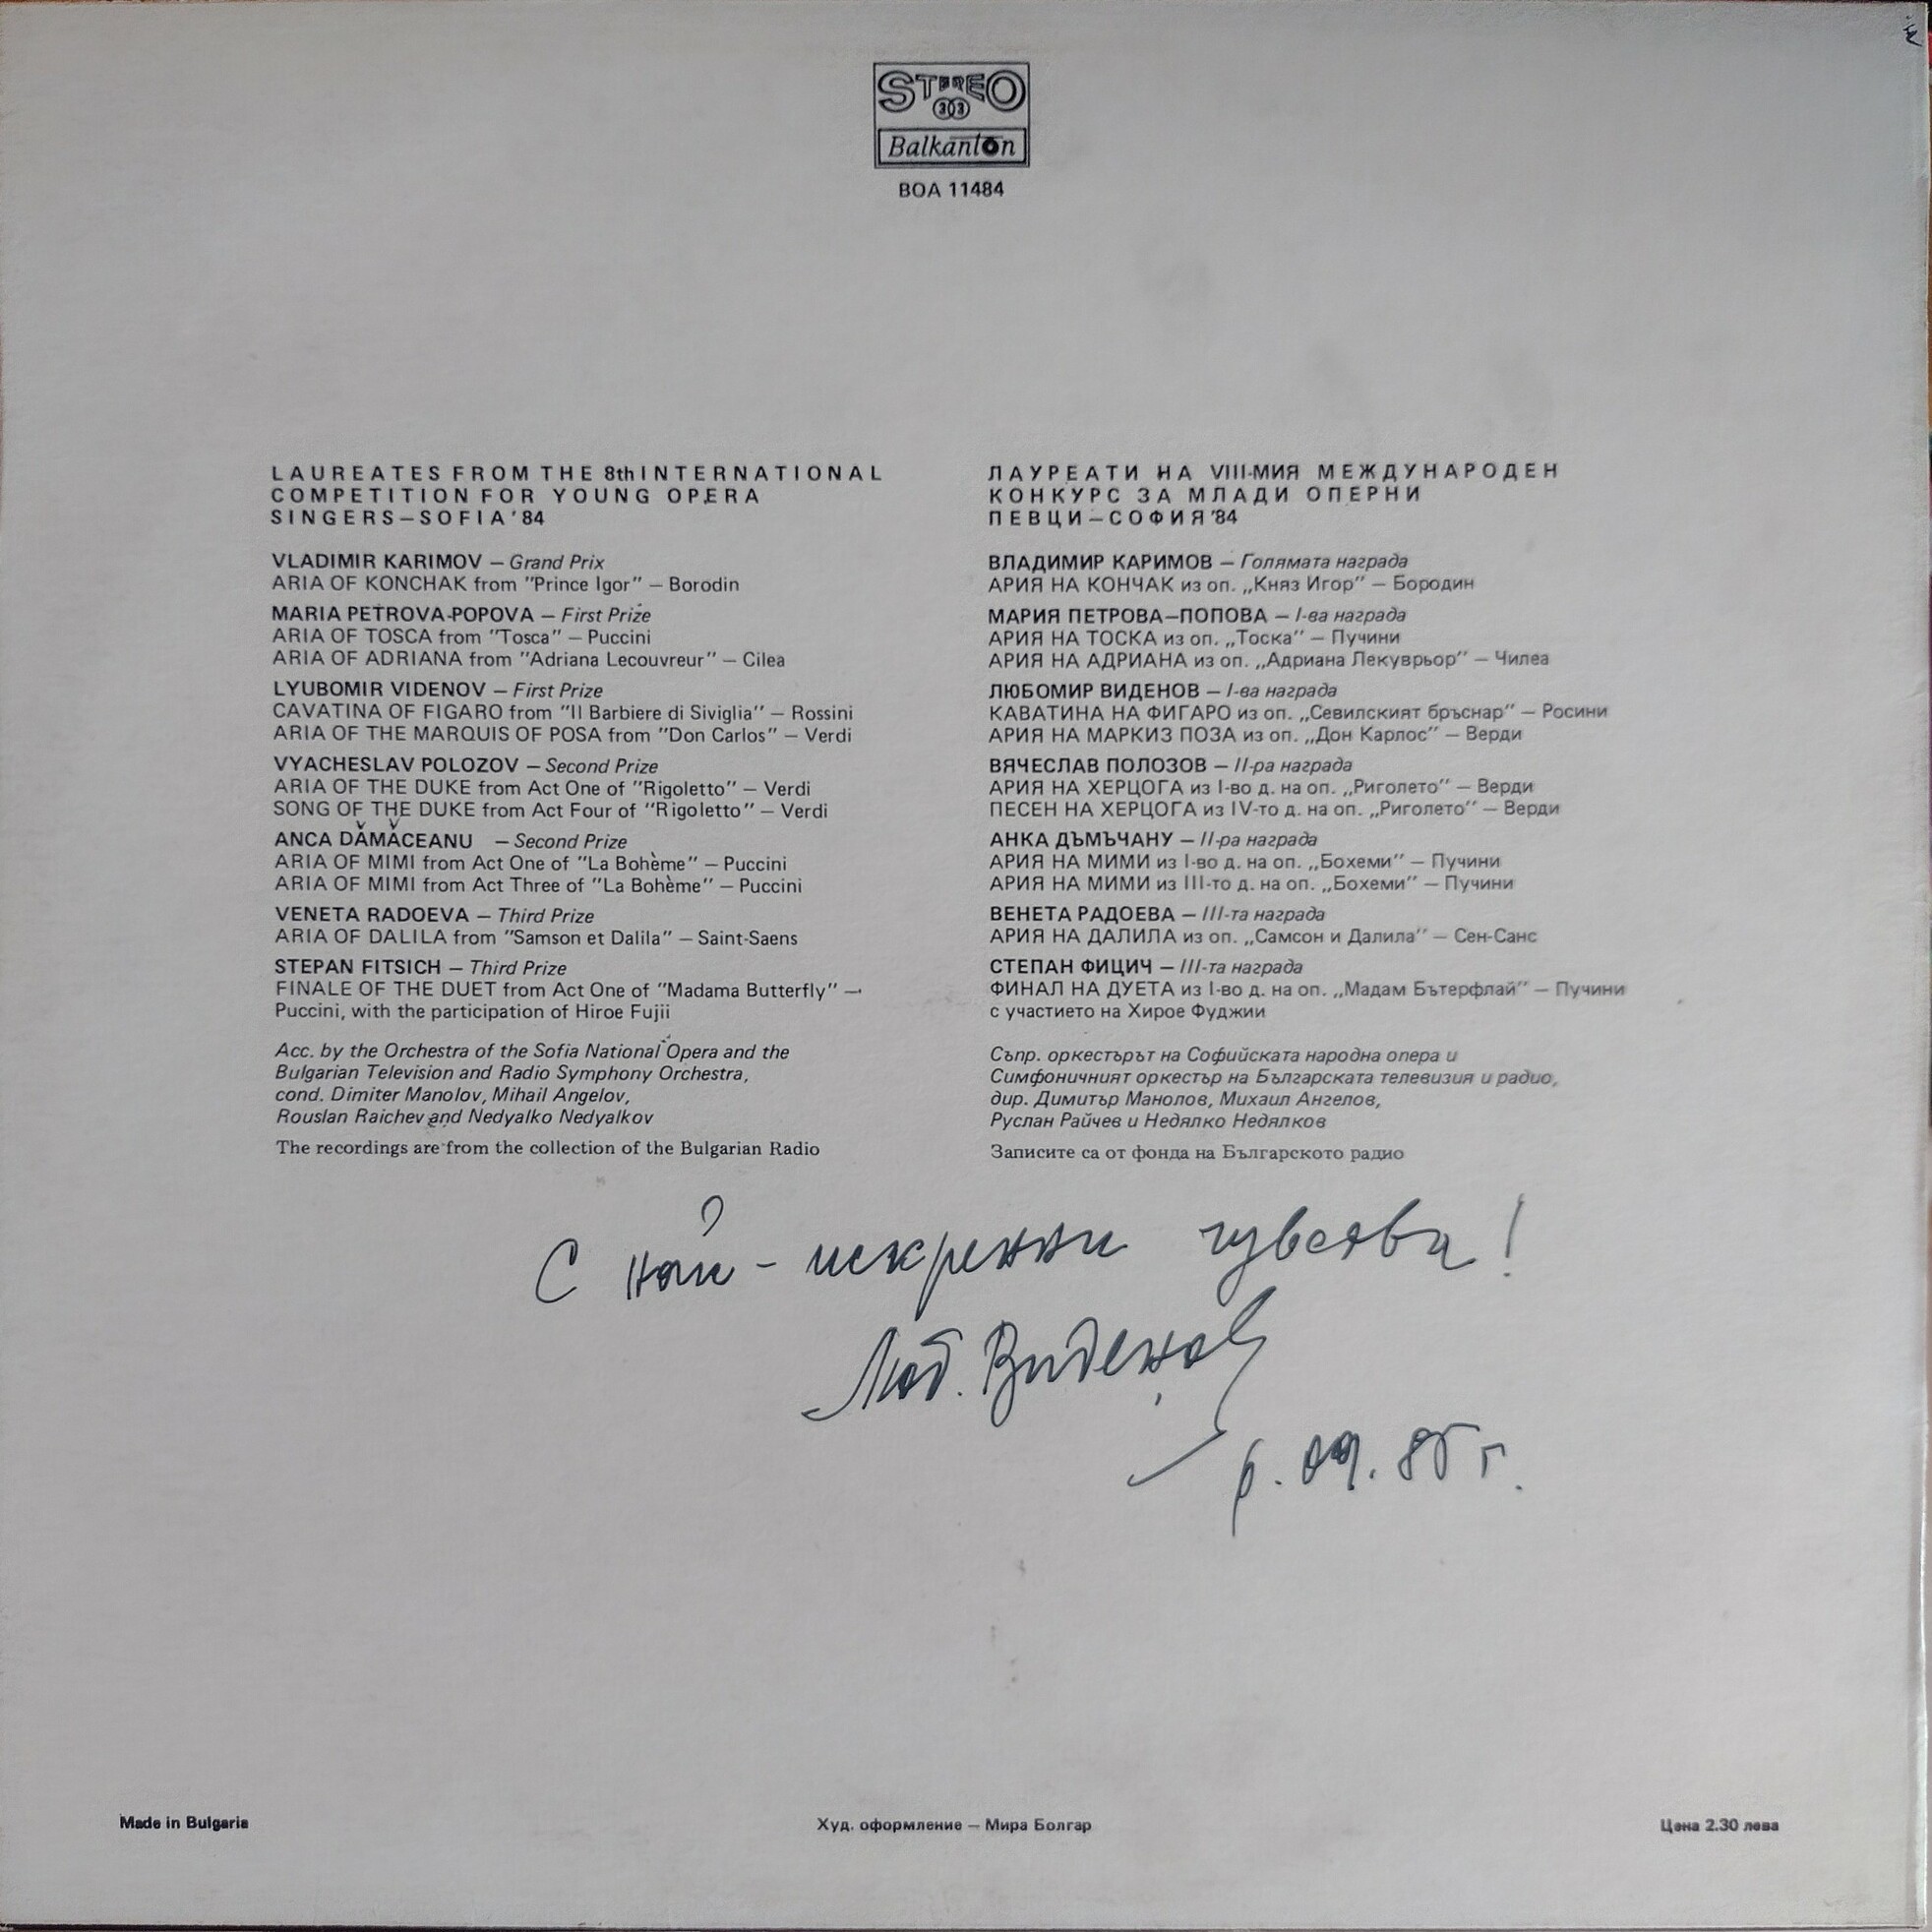 STEREO
33
Balkanton
ВОА 11484
LAUREATES FROM THE 8th INTERNATIONAL
COMPETITION FOR YOUNG OPERA
SINGERS – SOFIA '84
VLADIMIR KARIMOV – Grand Prix
ARIA OF KONCHAK from "Prince Igor" – Borodin
MARIA PETROVA-POPOVA – First Prize
ARIA OF TOSCA from "Tosca" – Puccini
ARIA OF ADRIANA from "Adriana Lecouvreur" – Cilea
LYUBOMIR VIDENOV – First Prize
CAVATINA OF FIGARO from "Il Barbiere di Siviglia" – Rossini
ARIA OF THE MARQUIS OF POSA from "Don Carlos" – Verdi
VYACHESLAV POLOZOV – Second Prize
ARIA OF THE DUKE from Act One of "Rigoletto" – Verdi
SONG OF THE DUKE from Act Four of "Rigoletto" – Verdi
ANCA DǍMǍCEANU – Second Prize
ARIA OF MIMI from Act One of "La Bohème" – Puccini
ARIA OF MIMI from Act Three of "La Bohème" – Puccini
VENETA RADOEVA – Third Prize
ARIA OF DALILA from "Samson et Dalila" – Saint-Saens
STEPAN FITSICH – Third Prize
FINALE OF THE DUET from Act One of "Madama Butterfly" –
Puccini, with the participation of Hiroe Fujii
Acc. by the Orchestra of the Sofia National Opera and the
Bulgarian Television and Radio Symphony Orchestra,
cond. Dimiter Manolov, Mihail Angelov,
Rouslan Raichev and Nedyalko Nedyalkov
The recordings are from the collection of the Bulgarian Radio
ЛАУРЕАТИ НА VIII-МИЯ МЕЖДУНАРОДЕН
КОНКУРС ЗА МЛАДИ ОПЕРНИ
ПЕВЦИ – СОФИЯ '84
ВЛАДИМИР КАРИМОВ – Голямата награда
АРИЯ НА КОНЧАК из оп. „Княз Игор" – Бородин
МАРИЯ ПЕТРОВА–ПОПОВА – I-ва награда
АРИЯ НА ТОСКА из оп. „Тоска" – Пучини
АРИЯ НА АДРИАНА из оп. „Адриана Лекуврьор" – Чилеа
ЛЮБОМИР ВИДЕНОВ – I-ва награда
КАВАТИНА НА ФИГАРО из оп. „Севилският бръснар" – Росини
АРИЯ НА МАРКИЗ ПОЗА из оп. „Дон Карлос" – Верди
ВЯЧЕСЛАВ ПОЛОЗОВ – II-ра награда
АРИЯ НА ХЕРЦОГА из I-во д. на оп. „Риголето" – Верди
ПЕСЕН НА ХЕРЦОГА из IV-то д. на оп. „Риголето" – Верди
АНКА ДЪМЪЧАНУ – II-ра награда
АРИЯ НА МИМИ из I-во д. на оп. „Бохеми" – Пучини
АРИЯ НА МИМИ из III-то д. на оп. „Бохеми" – Пучини
ВЕНЕТА РАДОЕВА – III-та награда
АРИЯ НА ДАЛИЛА из оп. „Самсон и Далила" – Сен-Санс
СТЕПАН ФИЦИЧ – III-та награда
ФИНАЛ НА ДУЕТА из I-во д. на оп. „Мадам Бътерфлай" – Пучини
с участието на Хирое Фуджии
Съпр. оркестърът на Софийската народна опера и
Симфоничният оркестър на Българската телевизия и радио,
дир. Димитър Манолов, Михаил Ангелов,
Руслан Райчев и Недялко Недялков
Записите са от фонда на Българското радио
С най-искренни чувства!
Люб. Виденов
6.09.85 г.
Made in Bulgaria
Худ. оформление – Мира Болгар
Цена 2.30 лева